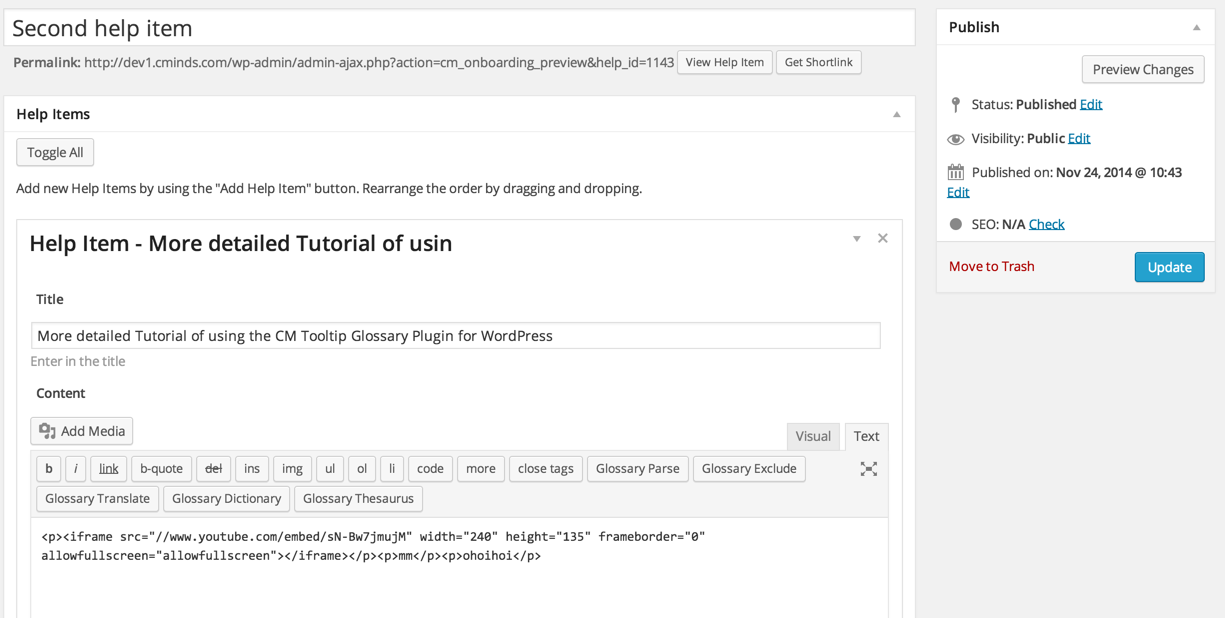 Second help item
Permalink: http://dev1.cminds.com/wp-admin/admin-ajax.php?action=cm_onboarding_preview&help_id=1143 View Help Item Get Shortlink
Help Items
Toggle All
Add new Help Items by using the "Add Help Item" button. Rearrange the order by dragging and dropping.
Help Item - More detailed Tutorial of usin
Title
More detailed Tutorial of using the CM Tooltip Glossary Plugin for WordPress
Enter in the title
Content
Add Media
Visual Text
b i link b-quote del ins img ul ol li code more close tags Glossary Parse Glossary Exclude
Glossary Translate Glossary Dictionary Glossary Thesaurus
<p><iframe src="//www.youtube.com/embed/sN-Bw7jmujM" width="240" height="135" frameborder="0"
allowfullscreen="allowfullscreen"></iframe></p><p>mm</p><p>ohoihoi</p>
Publish
Preview Changes
Status: Published Edit
Visibility: Public Edit
Published on: Nov 24, 2014 @ 10:43
Edit
SEO: N/A Check
Move to Trash Update